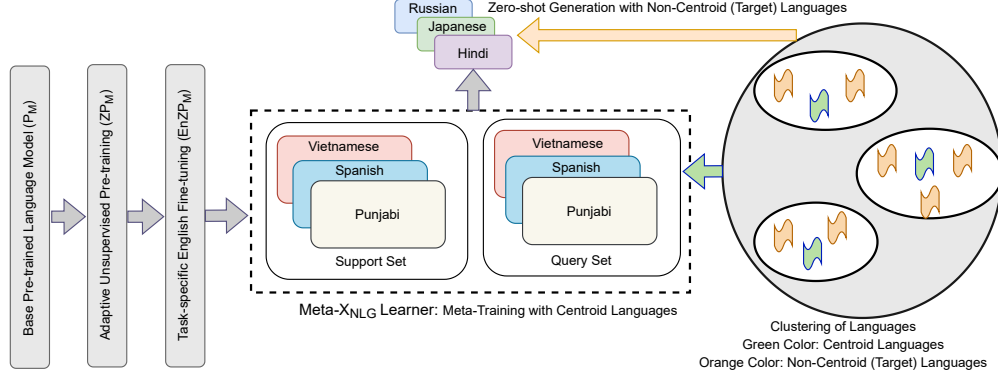 Base Pre-trained Language Model (P_M)
Adaptive Unsupervised Pre-training (ZP_M)
Task-specific English Fine-tuning (EnZP_M)
Russian
Japanese
Hindi
Zero-shot Generation with Non-Centroid (Target) Languages
Vietnamese
Spanish
Punjabi
Support Set
Vietnamese
Spanish
Punjabi
Query Set
Meta-X_NLG Learner: Meta-Training with Centroid Languages
Clustering of Languages
Green Color: Centroid Languages
Orange Color: Non-Centroid (Target) Languages